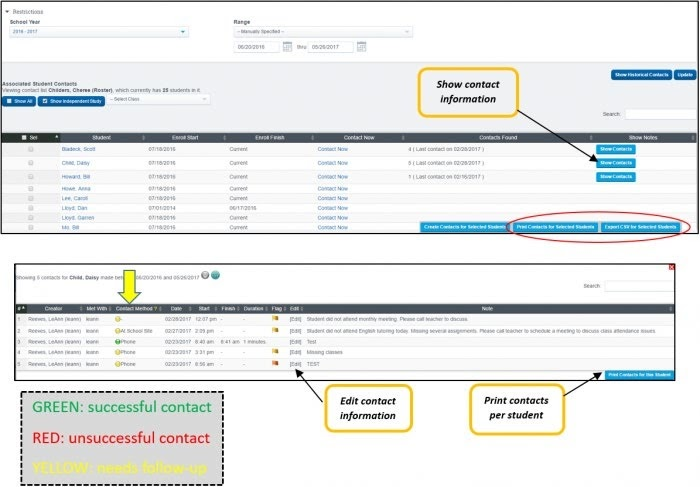 Restrictions
School Year
Range
2016 - 2017
-- Manually Specified --
06/20/2016 thru: 05/26/2017
Show Historical Contacts Update
Associated Student Contacts
Viewing contact list Childers, Cheree (Roster), which currently has 15 students in it.
Show All Show Independent Study -- Select Class
Show contact
information
Search:
Sel Student Enroll Start Enroll Finish Contact Now Contacts Found Show Notes
Bladeck, Scott 07/18/2016 Current Contact Now 4 ( Last contact on 02/28/2017 ) Show Contacts
Child, Daisy 07/18/2016 Current Contact Now 5 ( Last contact on 02/28/2017 ) Show Contacts
Howard, Bill 07/18/2016 Current Contact Now 1 ( Last contact on 02/16/2017 ) Show Contacts
Howe, Anna 07/18/2016 Current Contact Now
Lee, Caroll 07/18/2016 Current Contact Now
Lloyd, Dan 07/01/2014 06/17/2016 Contact Now
Lloyd, Garren 07/18/2016 Current Contact Now
Mo, Bill 07/18/2016 Current Contact Now Create Contacts for Selected Students Print Contacts for Selected Students Export CSV for Selected Students
Showing 5 contacts for Child, Daisy made between 06/20/2016 and 05/26/2017
Search:
# Creator Met With Contact Method ? Date Start Finish Duration Flag Edit Note
1 Reeves, LeAnn (leann) leann - 02/28/2017 12:07 pm - - [Edit] Student did not attend monthly meeting. Please call teacher to discuss.
2 Reeves, LeAnn (leann) leann At School Site 02/27/2017 2:09 pm - - [Edit] Student did not attend English tutoring today. Missing several assignments. Please call teacher to schedule a meeting to discuss class attendance issues
3 Reeves, LeAnn (leann) leann Phone 02/23/2017 8:40 am 8:41 am 1 minutes. [Edit] Test
4 Reeves, LeAnn (leann) leann Phone 02/23/2017 3:31 pm - - [Edit] Missing classes
5 Reeves, LeAnn (leann) leann Phone 02/23/2017 8:56 am - - [Edit] TEST
Print Contacts for this Student
GREEN: successful contact
RED: unsuccessful contact
YELLOW: needs follow-up
Edit contact
information
Print contacts
per student